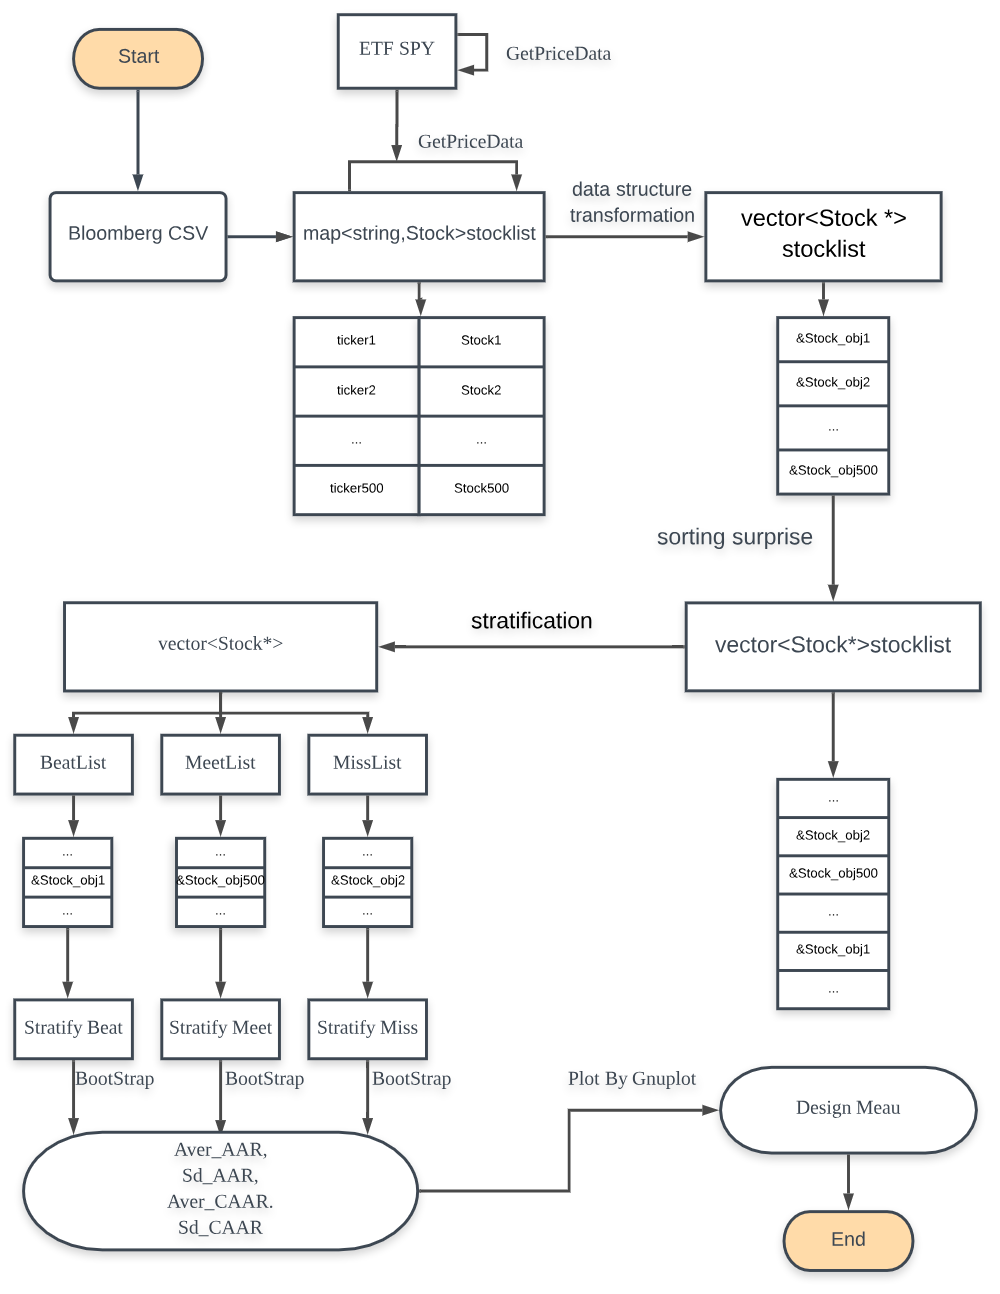 Start
ETF SPY
GetPriceData
GetPriceData
Bloomberg CSV
map<string,Stock>stocklist
data structure
transformation
vector<Stock *>
stocklist
ticker1
Stock1
ticker2
Stock2
...
...
ticker500
Stock500
&Stock_obj1
&Stock_obj2
...
&Stock_obj500
sorting surprise
vector<Stock*>
stratification
vector<Stock*>stocklist
BeatList
MeetList
MissList
...
&Stock_obj1
...
...
&Stock_obj500
...
...
&Stock_obj2
...
...
&Stock_obj2
&Stock_obj500
...
&Stock_obj1
...
Stratify Beat
Stratify Meet
Stratify Miss
BootStrap
BootStrap
BootStrap
Aver_AAR,
Sd_AAR,
Aver_CAAR.
Sd_CAAR
Plot By Gnuplot
Design Meau
End